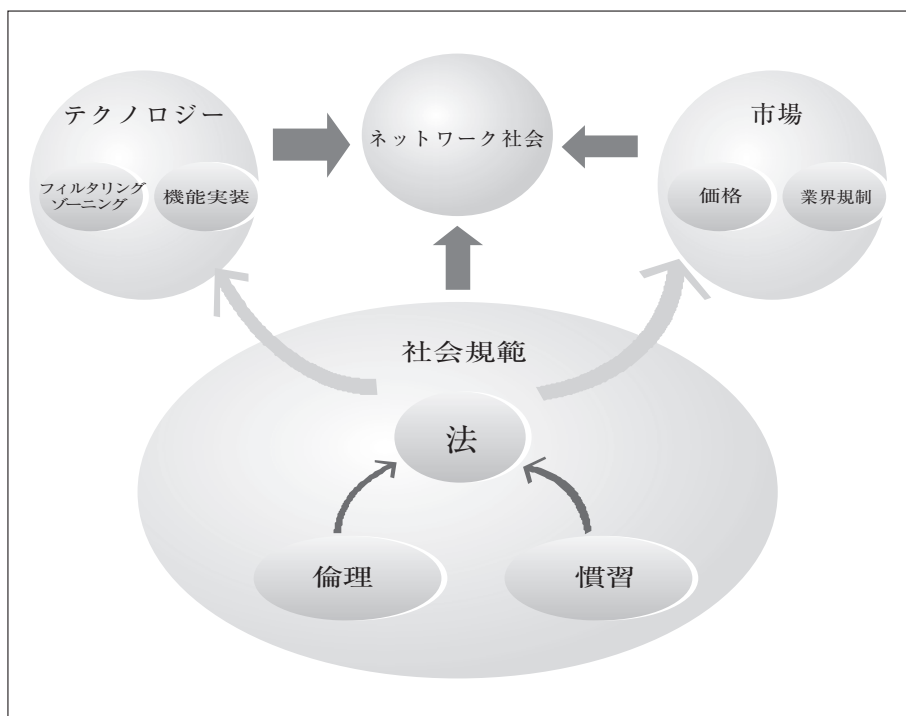 テクノロジー
フィルタリング
ゾーニング
機能実装
ネットワーク社会
市場
価格
業界規制
社会規範
法
倫理
慣習